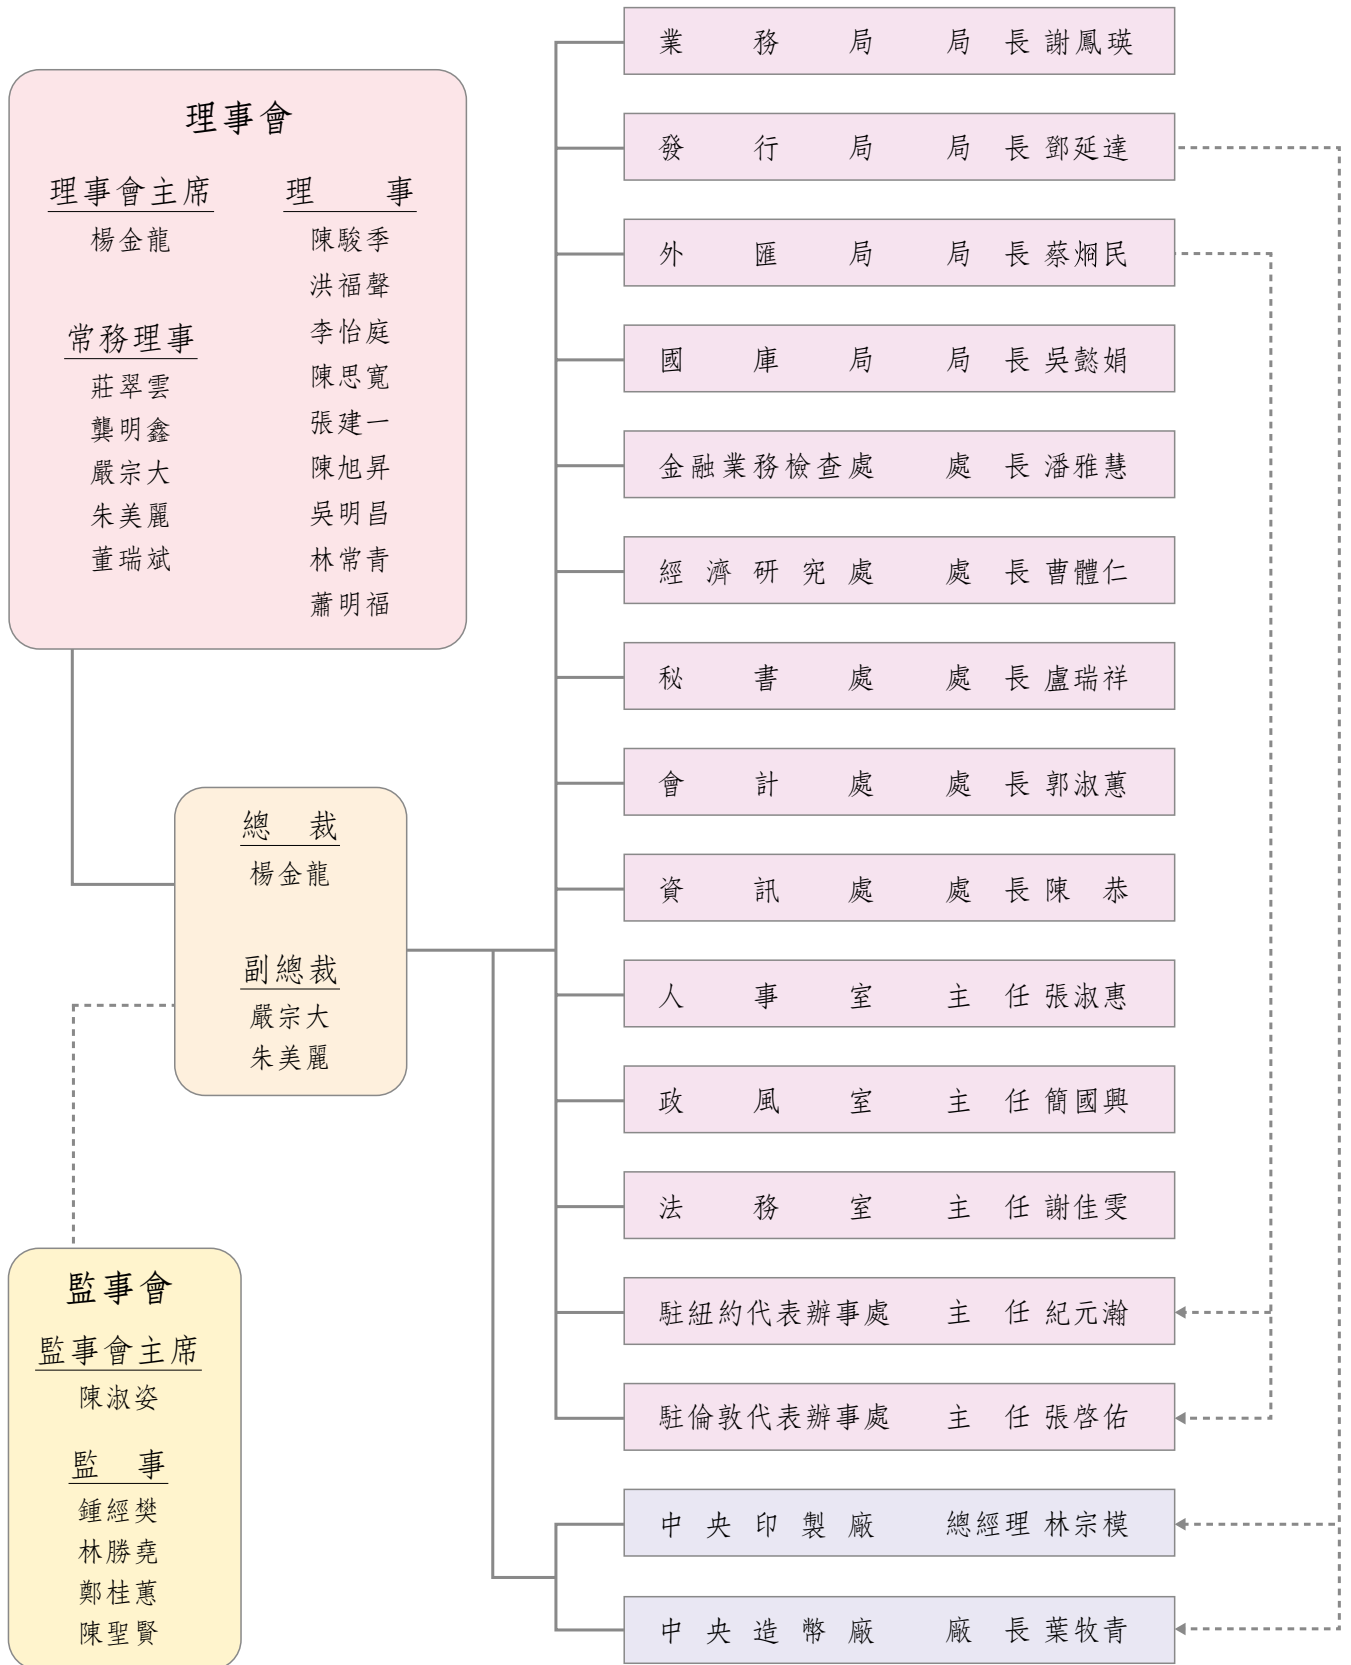 理事會
理事會主席
楊金龍
常務理事
莊翠雲
龔明鑫
嚴宗大
朱美麗
董瑞斌
理事
陳駿季
洪福聲
李怡庭
陳思寬
張建一
陳旭昇
吳明昌
林常青
蕭明福
總裁
楊金龍
副總裁
嚴宗大
朱美麗
監事會
監事會主席
陳淑姿
監事
鍾經樊
林勝堯
鄭桂蕙
陳聖賢
業務局 局長 謝鳳瑛
發行局 局長 鄧延達
外匯局 局長 蔡烱民
國庫局 局長 吳懿娟
金融業務檢查處 處長 潘雅慧
經濟研究處 處長 曹體仁
秘書處 處長 盧瑞祥
會計處 處長 郭淑蕙
資訊處 處長 陳恭
人事室 主任 張淑惠
政風室 主任 簡國興
法務室 主任 謝佳雯
駐紐約代表辦事處 主任 紀元瀚
駐倫敦代表辦事處 主任 張啓佑
中央印製廠 總經理 林宗模
中央造幣廠 廠長 葉牧青